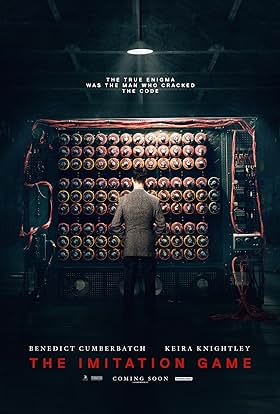 THE TRUE ENIGMA
WAS THE MAN WHO CRACKED
THE CODE
BENEDICT CUMBERBATCH KEIRA KNIGHTLEY
THE IMITATION GAME
COMING SOON